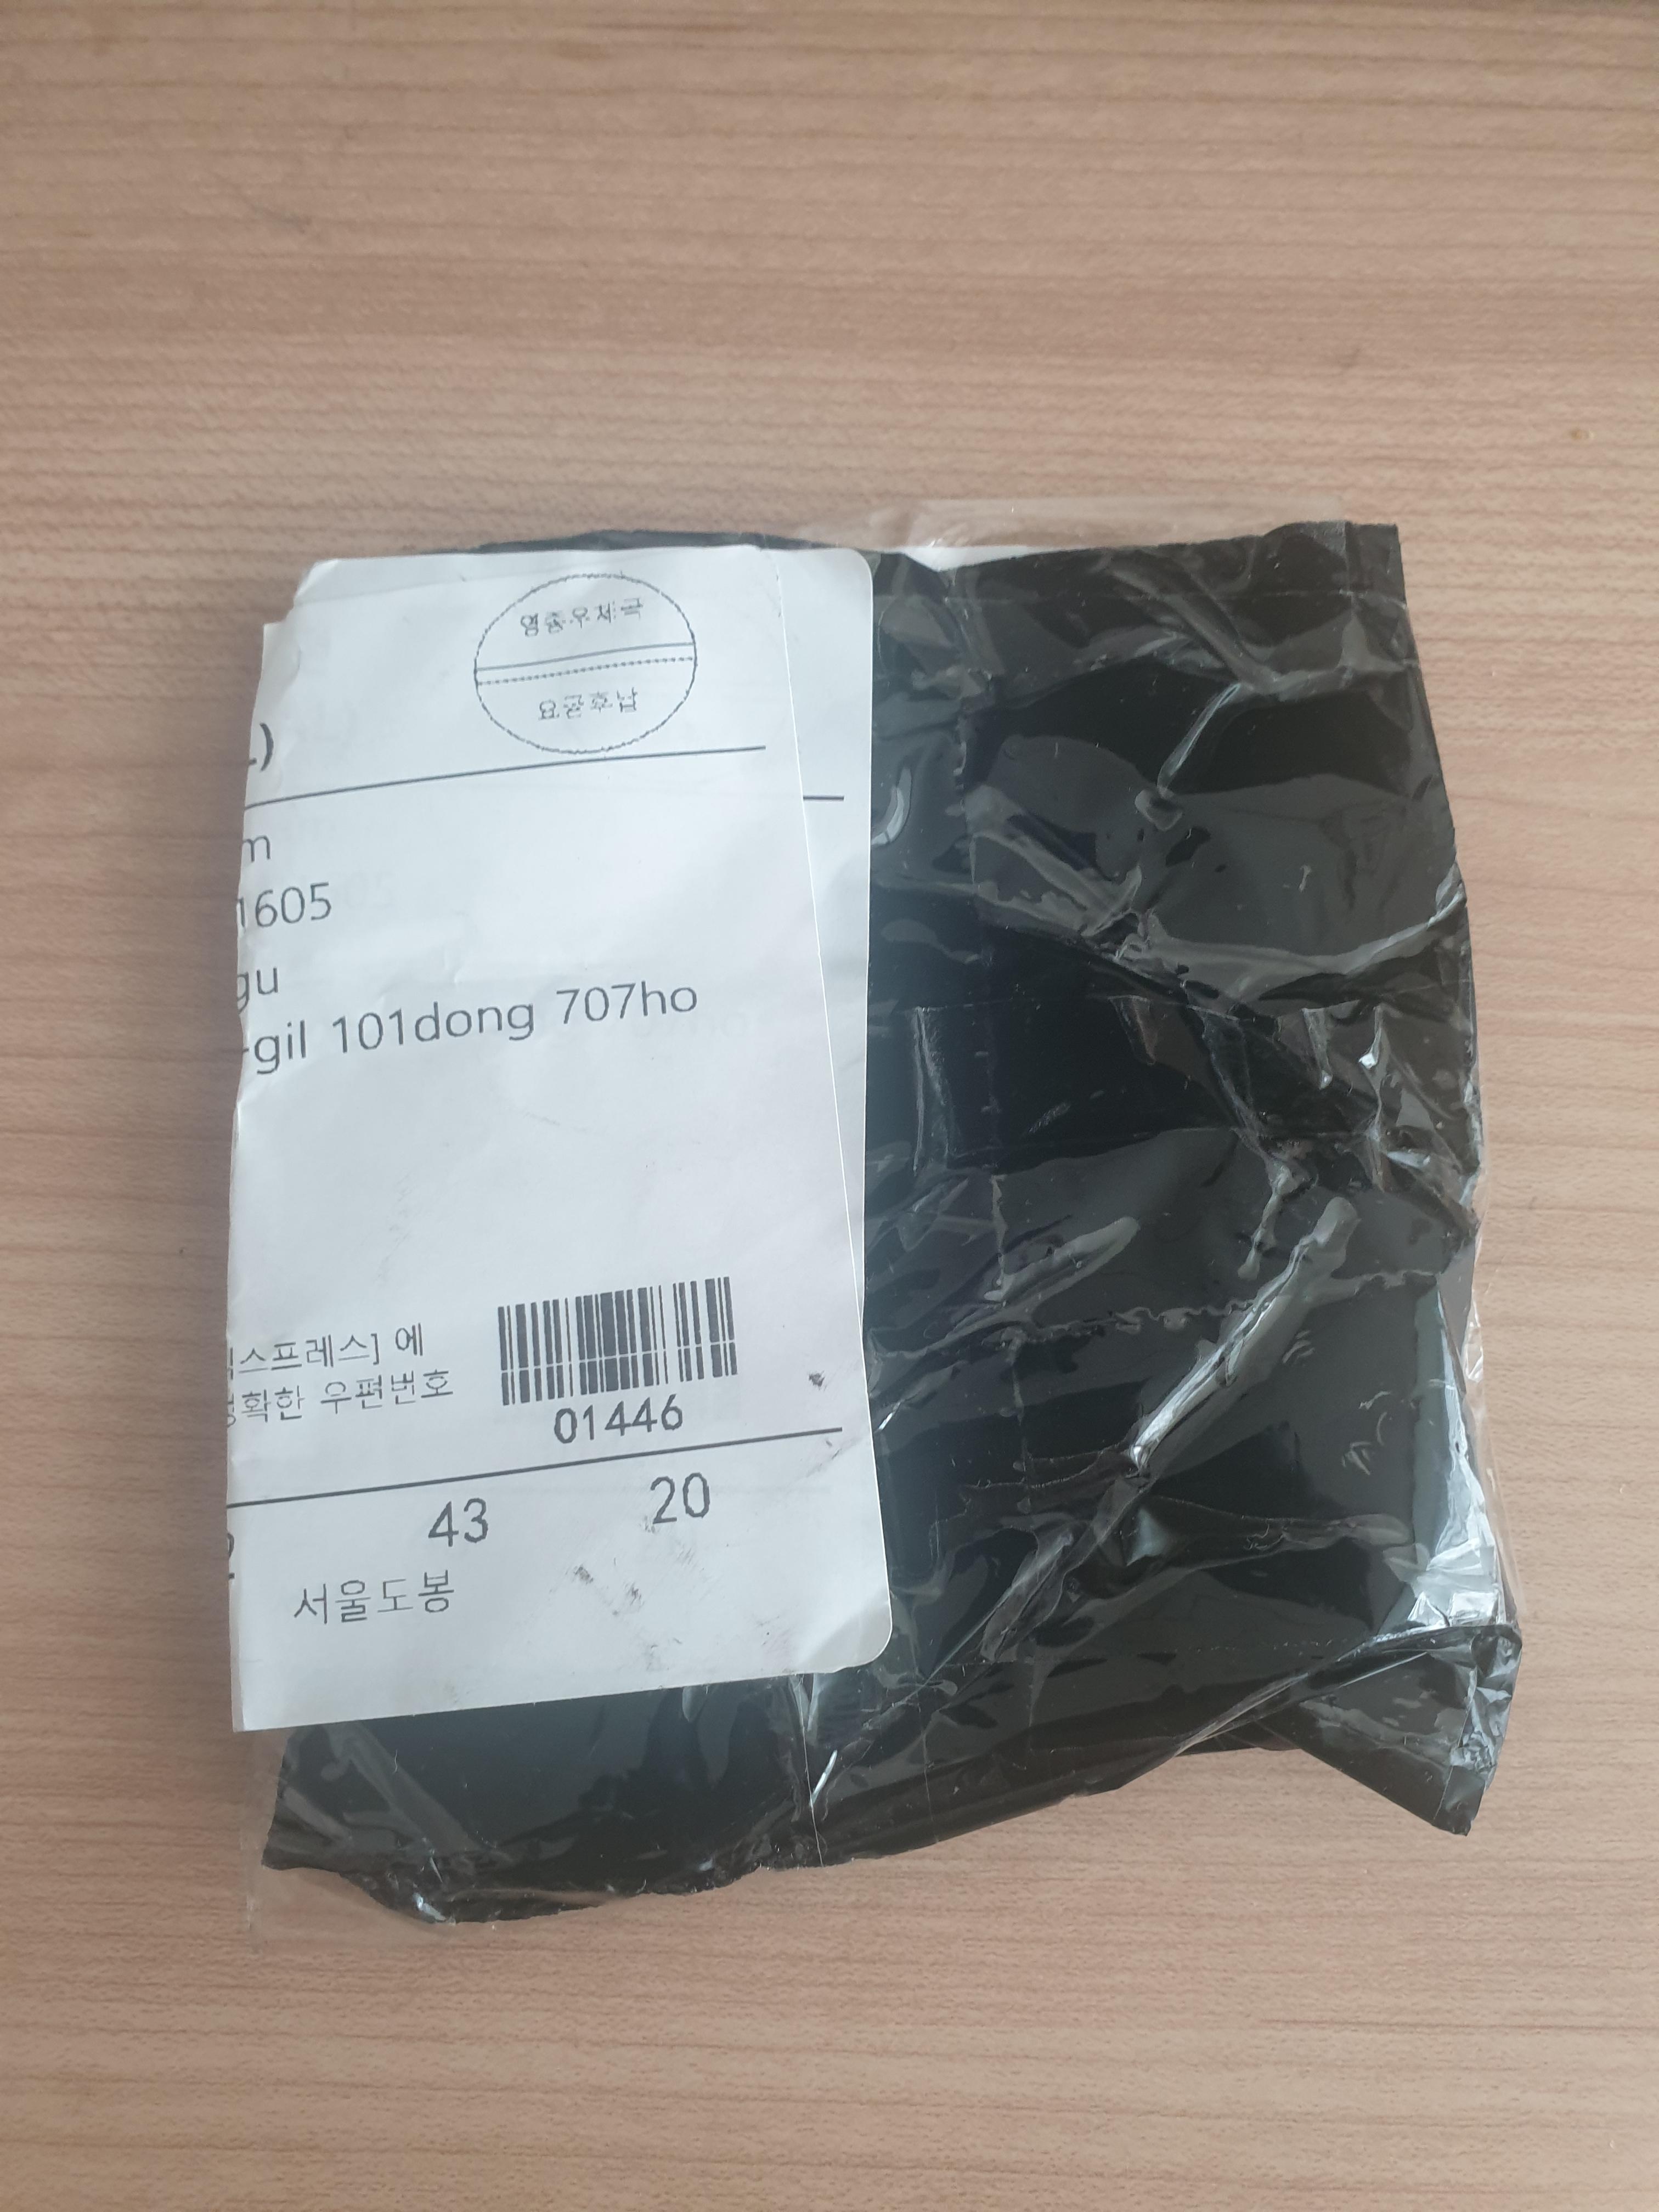 영종우체국
요금후납
)
m
1605
gu
-gil 101dong 707ho
스프레스] 에
확한 우편번호
01446
43 20
서울도봉